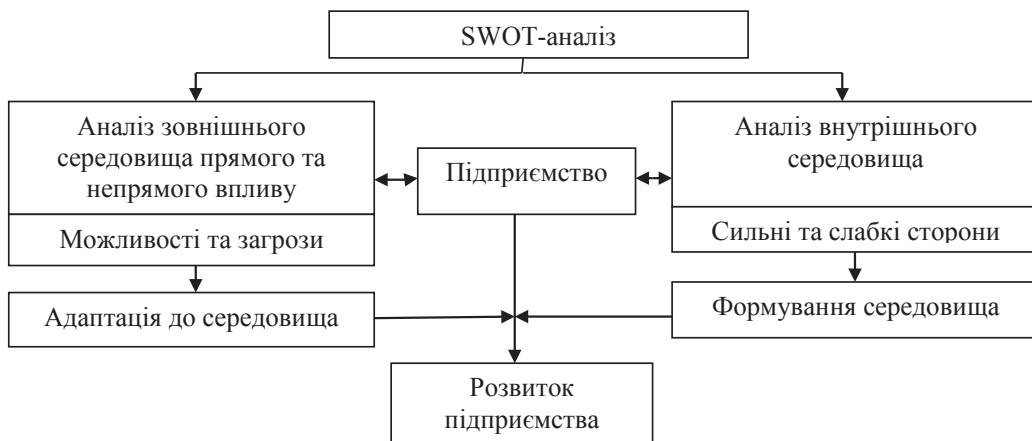 SWOT-аналіз
Аналіз зовнішнього
середовища прямого та
непрямого впливу
Можливості та загрози
Підприємство
Аналіз внутрішнього
середовища
Сильні та слабкі сторони
Адаптація до середовища
Формування середовища
Розвиток
підприємства